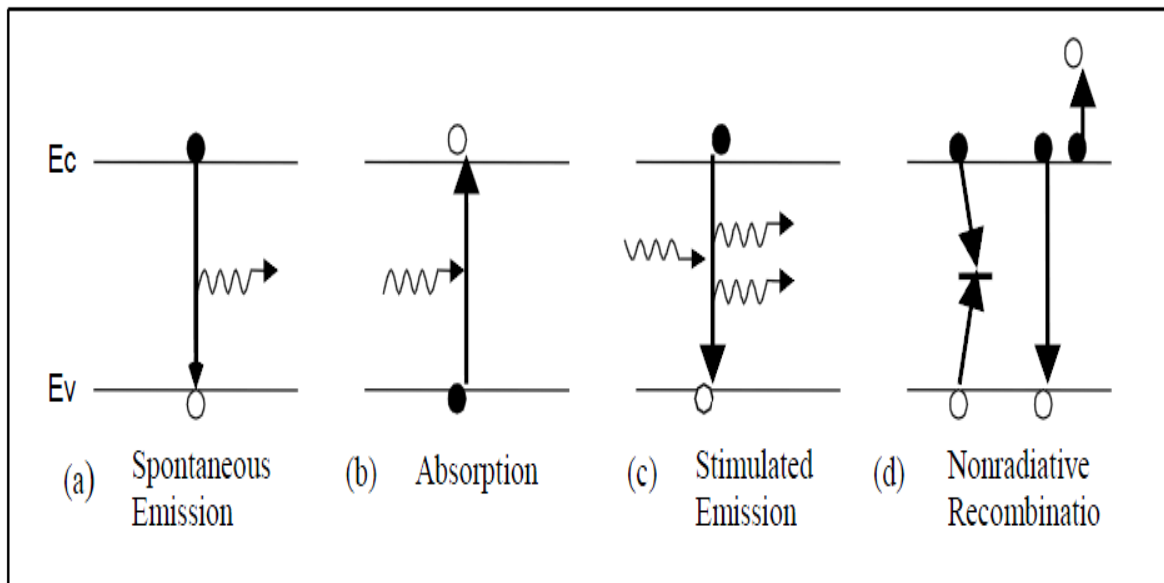 Ec
Ev
(a) Spontaneous
Emission
(b) Absorption
(c) Stimulated
Emission
(d) Nonradiative
Recombinatio